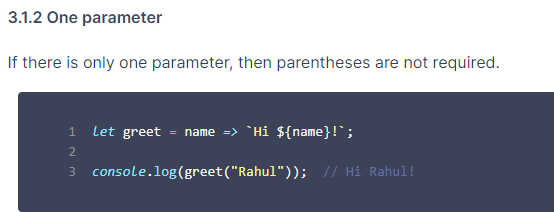 3.1.2 One parameter
If there is only one parameter, then parentheses are not required.
1 let greet = name => `Hi ${name}!`;
2
3 console.log(greet("Rahul")); // Hi Rahul!